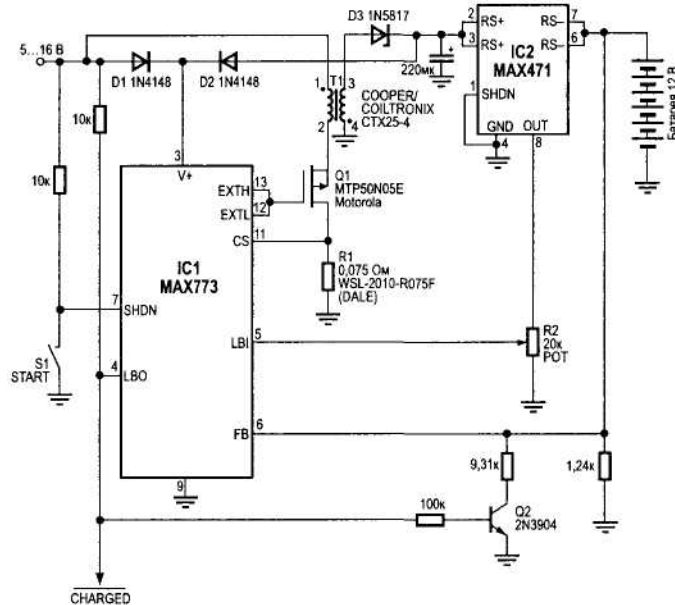 5...16 В
D1 1N4148
D2 1N4148
D3 1N5817
220мк
+
2
3
RS+
RS+
IC2
MAX471
1
SHDN
GND
4
OUT
8
7
6
RS–
RS–
Батарея 12 В
10к
10к
1
T1
3
2
4
COOPER/
COILTRONIX
CTX25-4
3
V+
EXTH
13
EXTL
12
CS
11
Q1
MTP50N05E
Motorola
IC1
MAX773
R1
0,075 Ом
WSL-2010-R075F
(DALE)
7
SHDN
S1
START
4
LBO
LBI
5
R2
20к
POT
FB
6
9
9,31к
1,24к
100к
Q2
2N3904
CHARGED